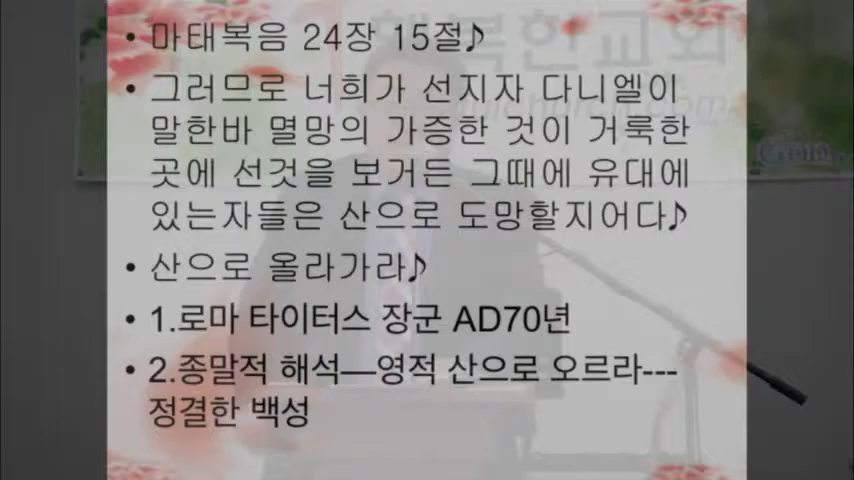 • 마태복음 24장 15절♪
• 그러므로 너희가 선지자 다니엘이
말한바 멸망의 가증한 것이 거룩한
곳에 선것을 보거든 그때에 유대에
있는자들은 산으로 도망할지어다♪
• 산으로 올라가라♪
• 1.로마 타이터스 장군 AD70년
• 2.종말적 해석—영적 산으로 오르라---
정결한 백성